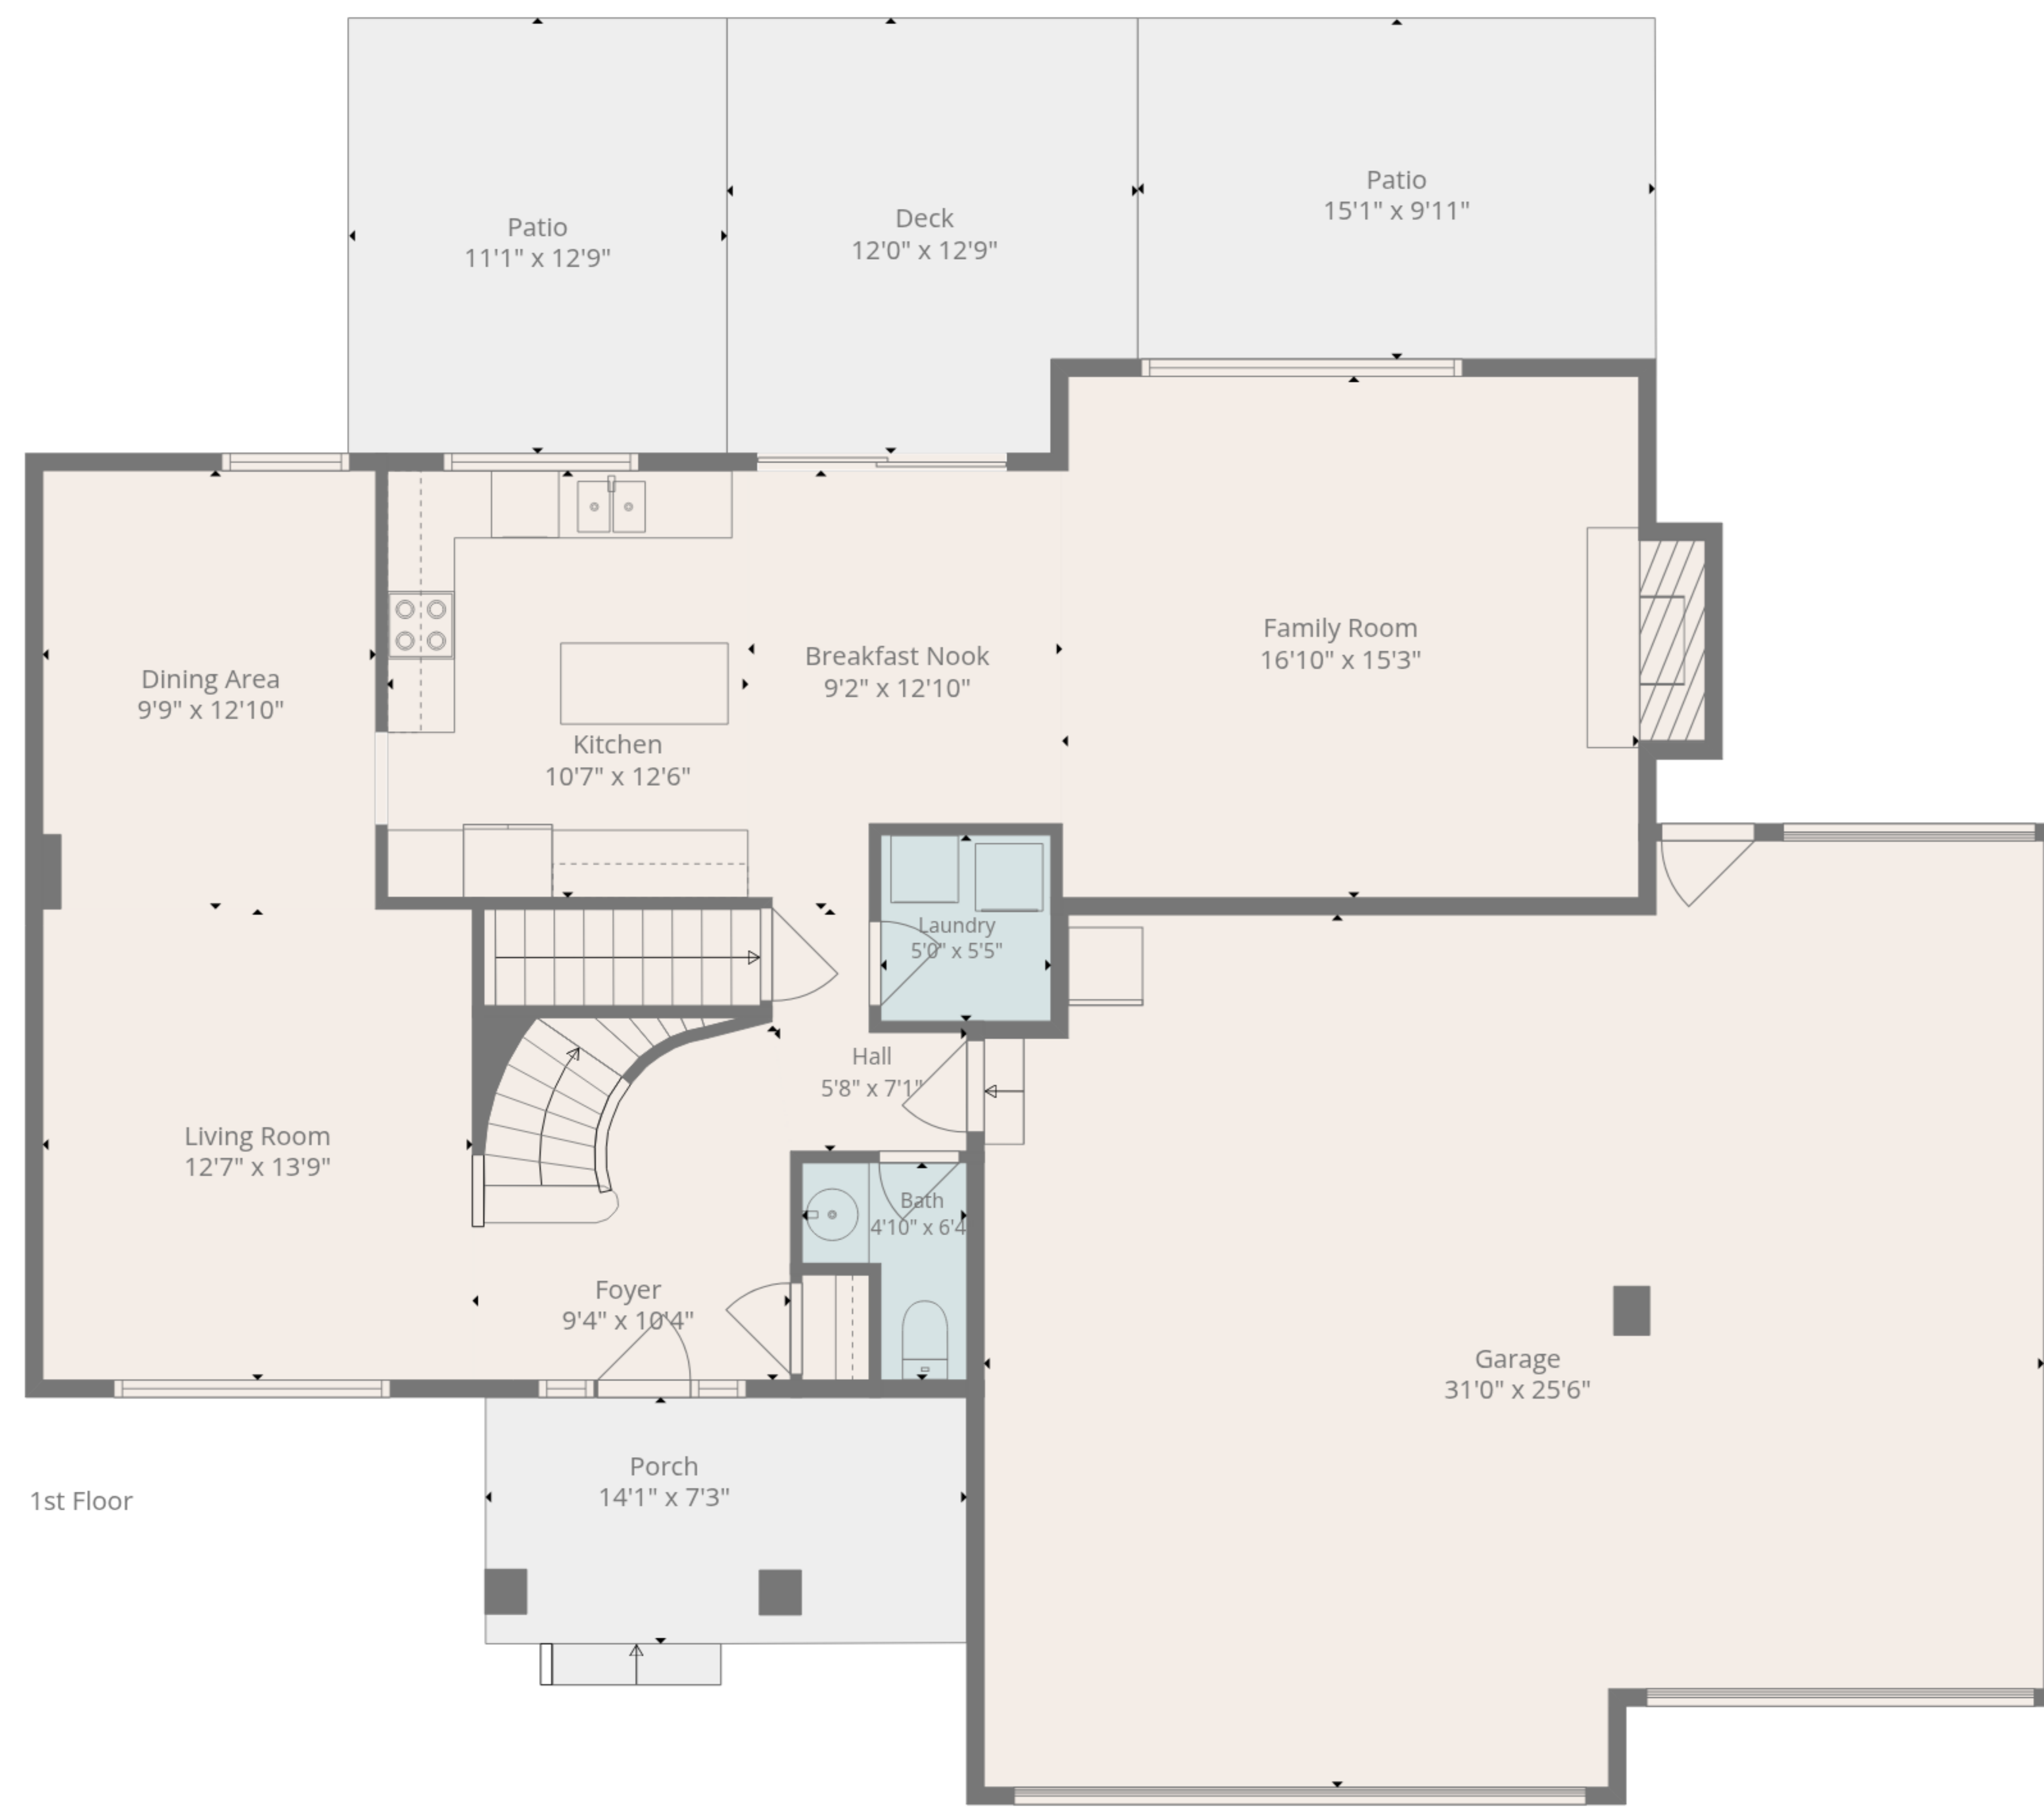 Patio
11'1" x 12'9"
Deck
12'0" x 12'9"
Patio
15'1" x 9'11"
Dining Area
9'9" x 12'10"
Kitchen
10'7" x 12'6"
Breakfast Nook
9'2" x 12'10"
Family Room
16'10" x 15'3"
Laundry
5'0" x 5'5"
Hall
5'8" x 7'1"
Living Room
12'7" x 13'9"
Bath
4'10" x 6'4
Foyer
9'4" x 10'4"
Garage
31'0" x 25'6"
Porch
14'1" x 7'3"
1st Floor